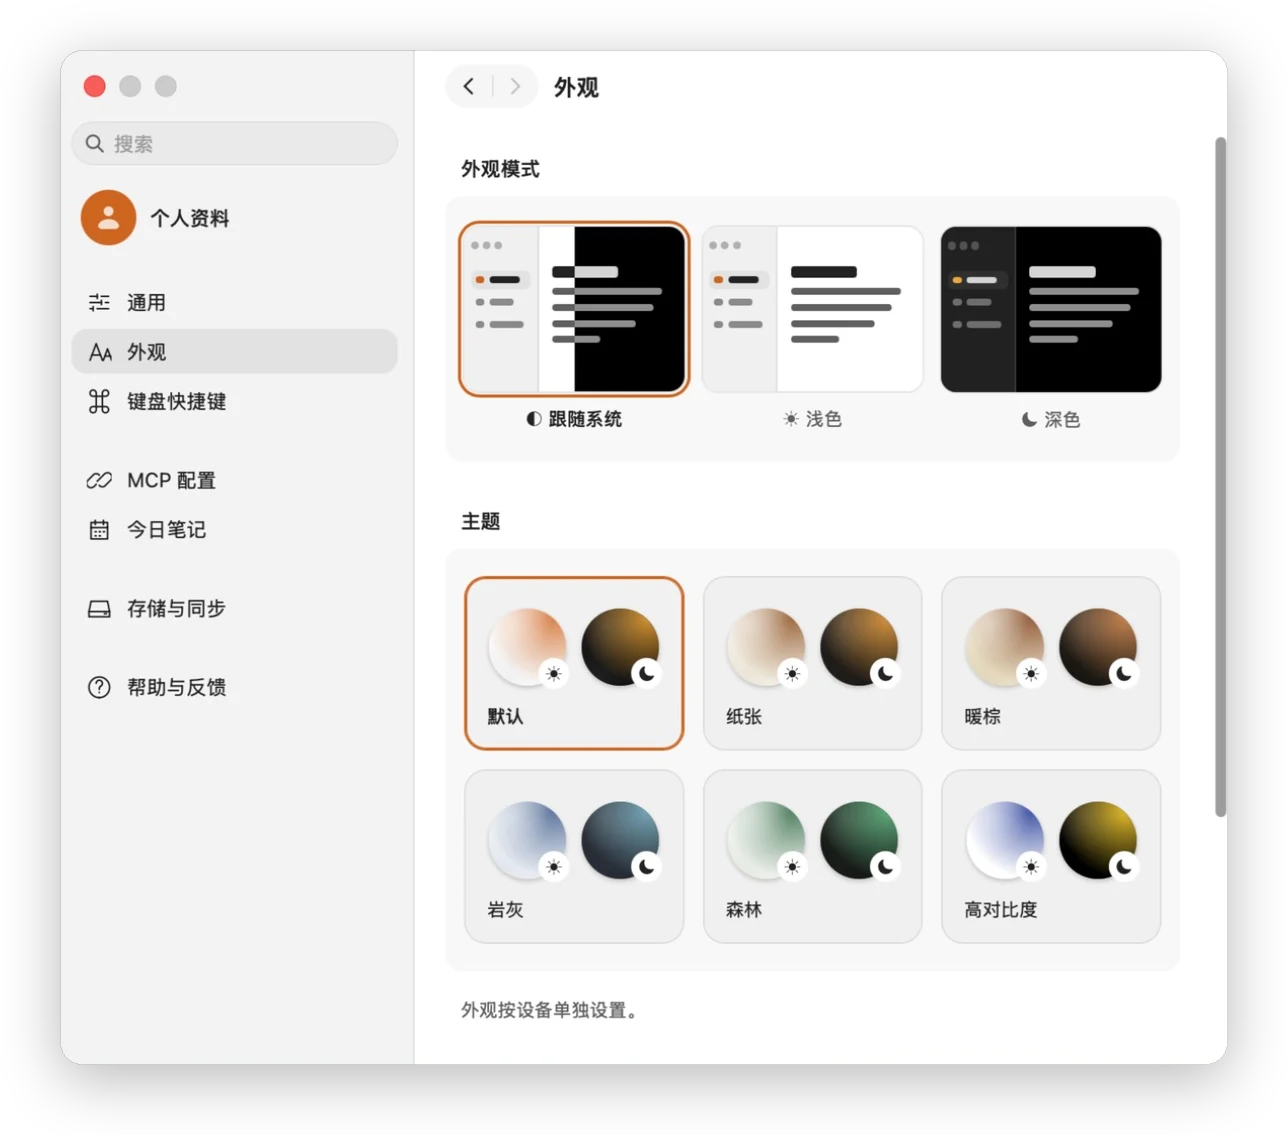 外观
搜索
个人资料
通用
外观
键盘快捷键
MCP 配置
今日笔记
存储与同步
帮助与反馈
外观模式
跟随系统
浅色
深色
主题
默认
纸张
暖棕
岩灰
森林
高对比度
外观按设备单独设置。